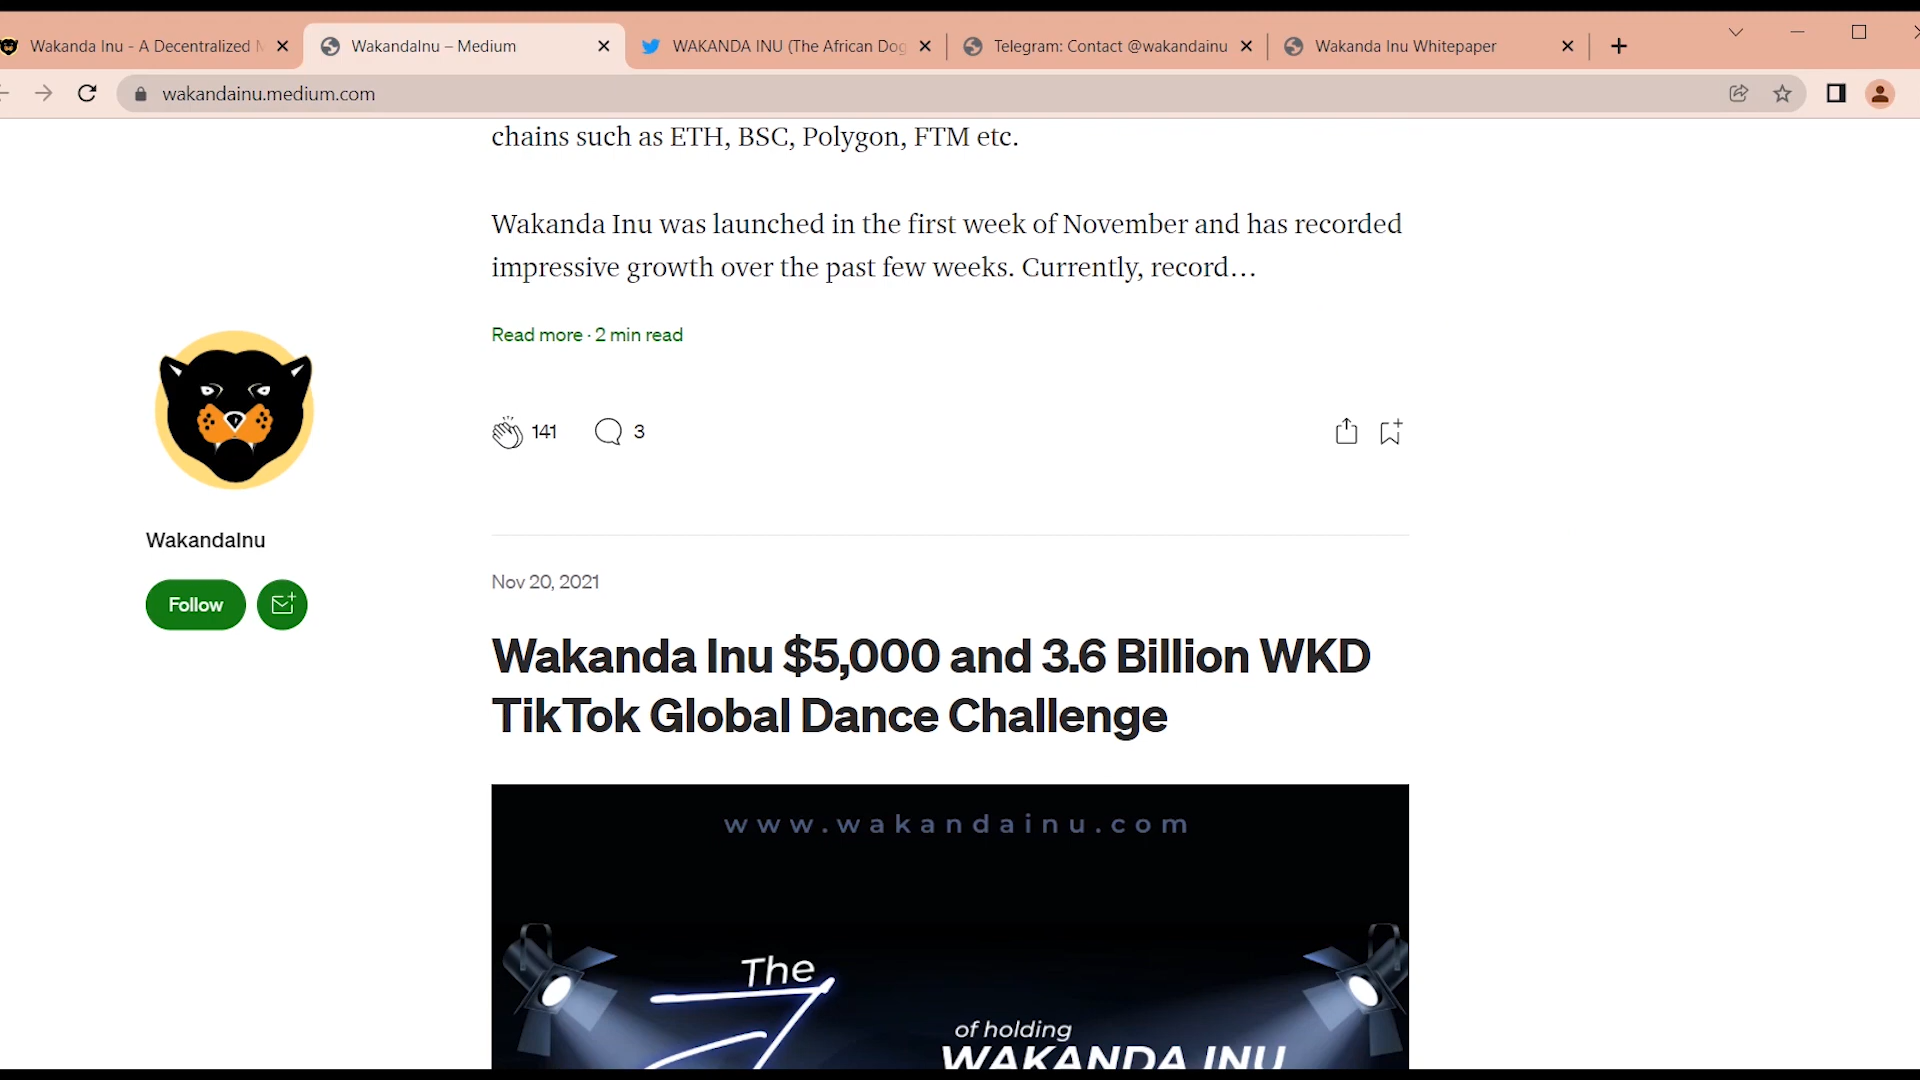 Wakanda Inu - A Decentralized
WakandaInu – Medium
WAKANDA INU (The African Dog
Telegram: Contact @wakandainu
Wakanda Inu Whitepaper
wakandainu.medium.com
chains such as ETH, BSC, Polygon, FTM etc.
Wakanda Inu was launched in the first week of November and has recorded
impressive growth over the past few weeks. Currently, record…
Read more · 2 min read
141
3
WakandaInu
Follow
Nov 20, 2021
Wakanda Inu $5,000 and 3.6 Billion WKD
TikTok Global Dance Challenge
www.wakandainu.com
The
of holding
WAKANDA INU